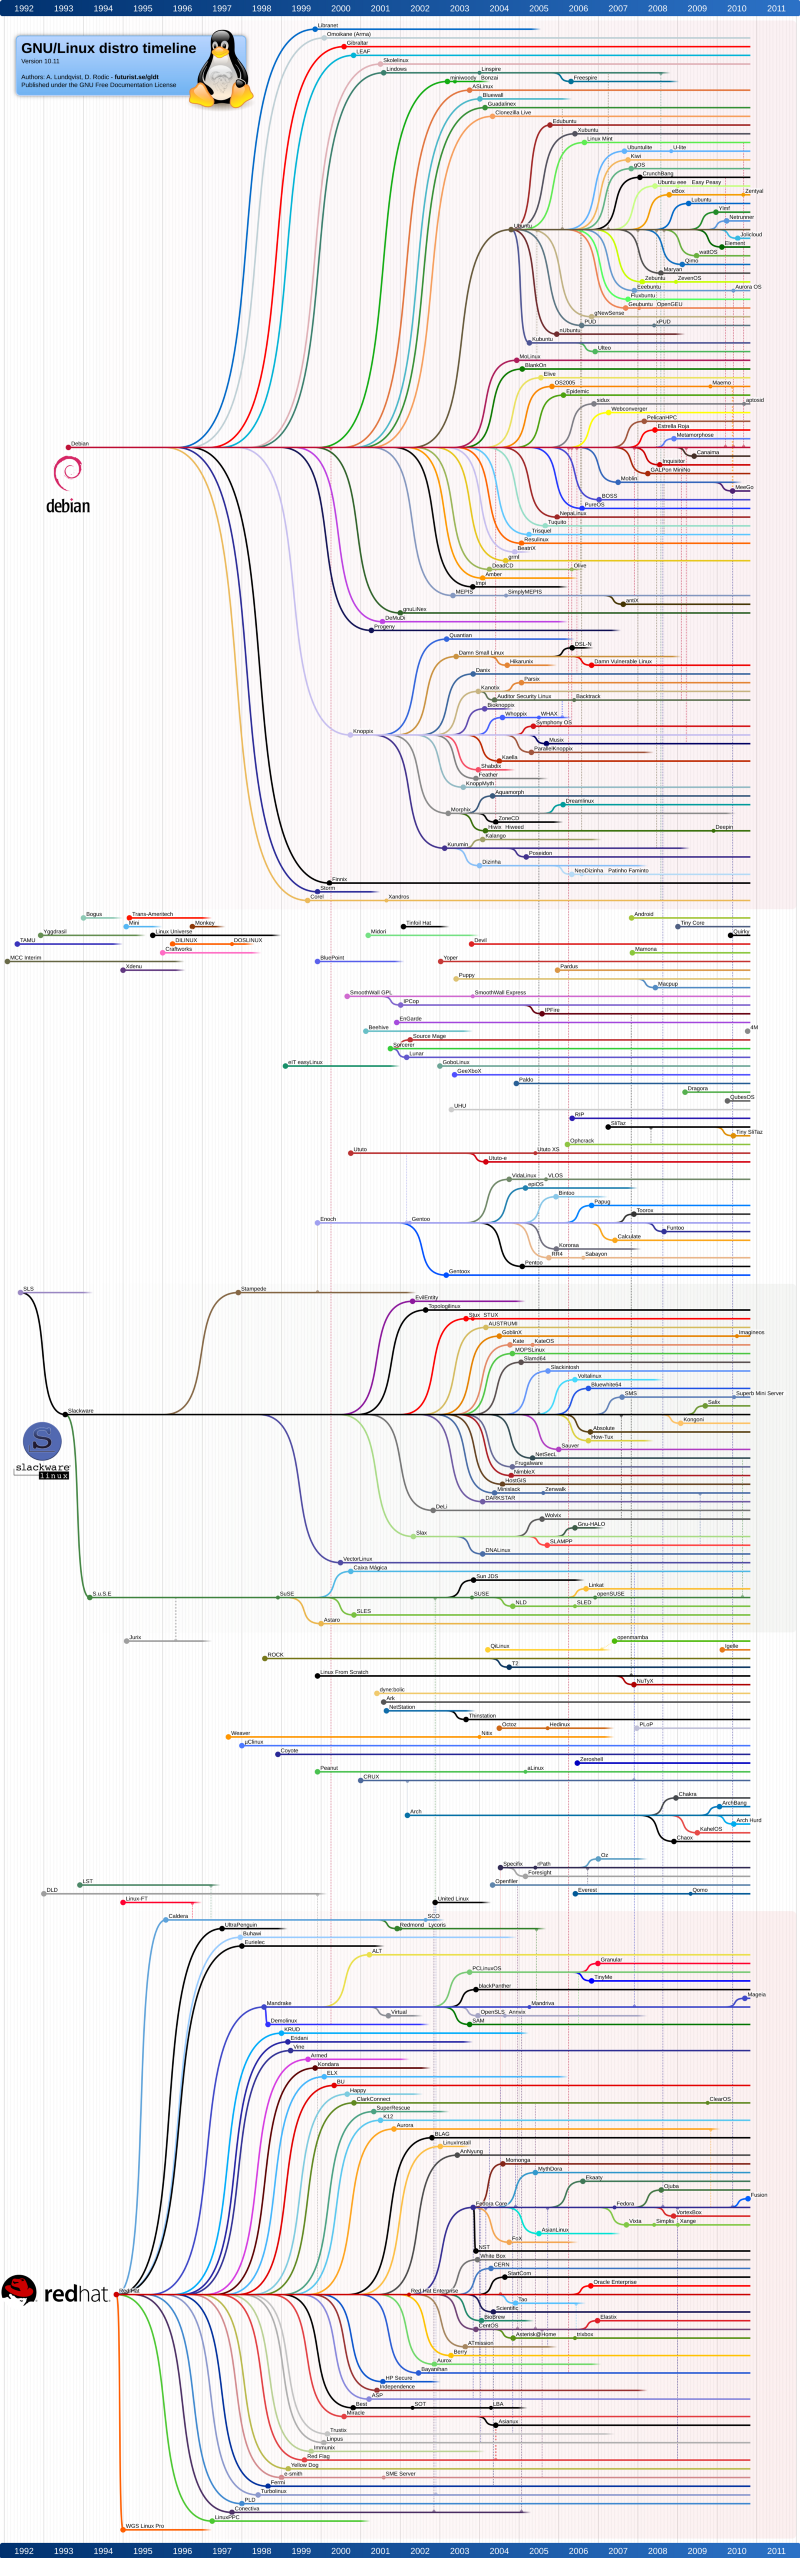 1992 1993 1994 1995 1996 1997 1998 1999 2000 2001 2002 2003 2004 2005 2006 2007 2008 2009 2010 2011
GNU/Linux distro timeline
Version 10.11
Authors: A. Lundqvist, D. Rodic - futurist.se/gldt
Published under the GNU Free Documentation License
Libranet
Omoikane (Arma)
Gibraltar
LEAF
Skolelinux
Lindows Linspire
Freespire
miniwoody Bonzai
ASLinux
Bluewall
Guadalinex
Clonezilla Live
Edubuntu
Xubuntu
Linux Mint
Ubuntulite U-lite
Kiwi
gOS
CrunchBang
Ubuntu eee Easy Peasy
eBox Zentyal
Lubuntu
Ylmf
Netrunner
Ubuntu
Jolicloud
Element
wattOS
Qimo
Maryan
Zebuntu ZevenOS
Eeebuntu Aurora OS
Fluxbuntu
Geubuntu OpenGEU
gNewSense
PUD xPUD
nUbuntu
Kubuntu
Ulteo
MoLinux
BlankOn
Elive
OS2005 Maemo
Epidemic
sidux aptosid
Webconverger
PelicanHPC
Estrella Roja
Metamorphose
Debian
Canaima
Inquisitor
GALPon MiniNo
Moblin
MeeGo
BOSS
PureOS
NepaLinux
Tuquito
Trisquel
Resulinux
BeatrIX
grml
DeadCD Olive
Amber
Impi
MEPIS SimplyMEPIS
antiX
gnuLiNex
DeMuDi
Progeny
debian
Quantian
DSL-N
Damn Small Linux
Hikarunix Damn Vulnerable Linux
Danix
Parsix
Kanotix
Auditor Security Linux Backtrack
Bioknoppix
Whoppix WHAX
Symphony OS
Knoppix
Musix
ParallelKnoppix
Kaella
Shabdix
Feather
KnoppMyth
Aquamorph
Dreamlinux
Morphix
ZoneCD
Hiwix Hiweed Deepin
Kalango
Kurumin
Poseidon
Dizinha
NeoDizinha Patinho Faminto
Finnix
Storm
Corel Xandros
Bogus Trans-Ameritech Android
Mini Monkey Tinfoil Hat Tiny Core
Yggdrasil Linux Universe Midori Quirky
TAMU DILINUX DOSLINUX Devil
Craftworks Mamona
MCC Interim BluePoint Yoper
Xdenu Pardus
Puppy
Macpup
SmoothWall GPL SmoothWall Express
IPCop
IPFire
EnGarde
Beehive 4M
Source Mage
Sorcerer
Lunar
eIT easyLinux GoboLinux
GeeXboX
Paldo
Dragora
QubesOS
UHU
RIP
SliTaz
Tiny SliTaz
Ophcrack
Ututo Ututo XS
Ututo-e
VidaLinux VLOS
epiOS
Bintoo
Papug
Toorox
Enoch Gentoo
Funtoo
Calculate
Kororaa
RR4 Sabayon
Pentoo
Gentoox
SLS Stampede
EvilEntity
Topologilinux
Stux STUX
AUSTRUMI
GoblinX Imagineos
Kate KateOS
MOPSLinux
Slamd64
Slackintosh
Voltalinux
Bluewhite64
SMS Superb Mini Server
Salix
Slackware
Kongoni
Absolute
How-Tux
Sauver
NetSecL
Frugalware
NimbleX
HostGIS
Minislack Zenwalk
DARKSTAR
DeLi
Wolvix
Gnu-HALO
Slax
SLAMPP
DNALinux
VectorLinux
slackware
linux
Caixa Mágica
Sun JDS
Linkat
S.u.S.E SuSE SUSE openSUSE
NLD SLED
SLES
Astaro
Jurix openmamba
QiLinux Igelle
ROCK
T2
Linux From Scratch
NuTyX
dyne:bolic
Ark
NetStation
Thinstation
Octoz Hedinux PLoP
Weaver Nitix
µClinux
Coyote
Zeroshell
Peanut aLinux
CRUX
Chakra
ArchBang
Arch
Arch Hurd
KahelOS
Chaox
Oz
Specifix rPath
Foresight
LST Openfiler
DLD Everest Qomo
Linux-FT United Linux
Caldera SCO
UltraPenguin Redmond Lycoris
Buhawi
Eurielec
ALT
Granular
PCLinuxOS
TinyMe
blackPanther
Mageia
Mandrake Mandriva
Virtual OpenSLS Annvix
Demolinux SAM
KRUD
Eridani
Vine
Armed
Kondara
ELX
BU
Happy
ClarkConnect ClearOS
SuperRescue
K12
Aurora
BLAG
LinuxInstall
AnNyung
Momonga
MythDora
Ekaaty
Ojuba
Fusion
Fedora Core Fedora
VortexBox
Vixta Simplis Xange
AsianLinux
FoX
NST
White Box
CERN
StartCom
Oracle Enterprise
Red Hat Red Hat Enterprise
Tao
Scientific
BioBrew Elastix
CentOS
Asterisk@Home trixbox
ATmission
Berry
Aurox
Bayanihan
HP Secure
Independence
ASP
Best SOT LBA
Miracle
Asianux
Trustix
Linpus
Immunix
Red Flag
Yellow Dog
e-smith SME Server
Fermi
Turbolinux
PLD
Conectiva
LinuxPPC
WGS Linux Pro
redhat.
1992 1993 1994 1995 1996 1997 1998 1999 2000 2001 2002 2003 2004 2005 2006 2007 2008 2009 2010 2011